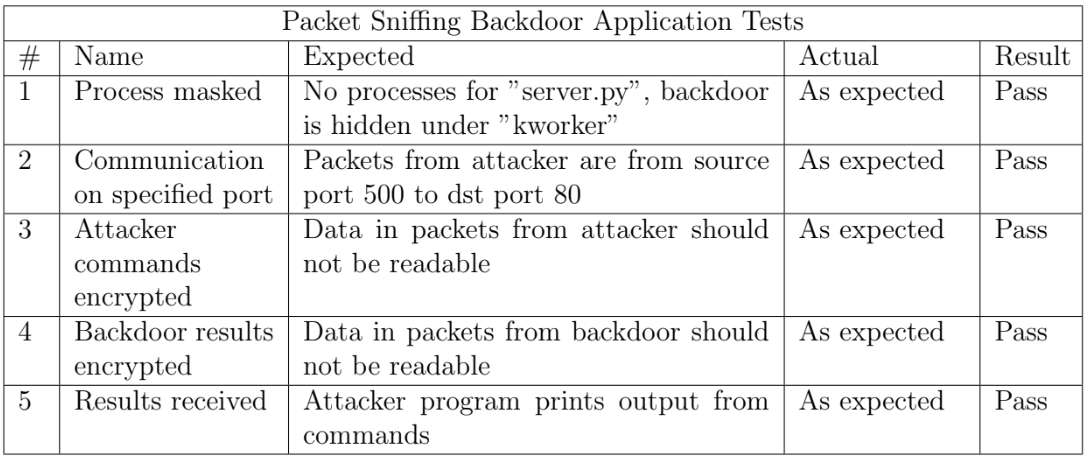 Packet Sniffing Backdoor Application Tests
# Name Expected Actual Result
1 Process masked No processes for ”server.py”, backdoor As expected Pass
is hidden under ”kworker”
2 Communication Packets from attacker are from source As expected Pass
on specified port port 500 to dst port 80
3 Attacker Data in packets from attacker should As expected Pass
commands not be readable
encrypted
4 Backdoor results Data in packets from backdoor should As expected Pass
encrypted not be readable
5 Results received Attacker program prints output from As expected Pass
commands